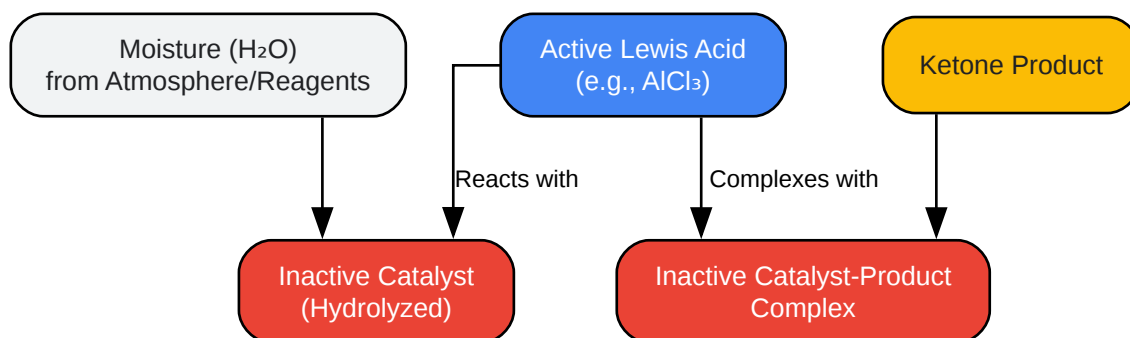 Moisture (H₂O)
from Atmosphere/Reagents
Active Lewis Acid
(e.g., AlCl₃)
Ketone Product
Reacts with
Complexes with
Inactive Catalyst
(Hydrolyzed)
Inactive Catalyst-Product
Complex